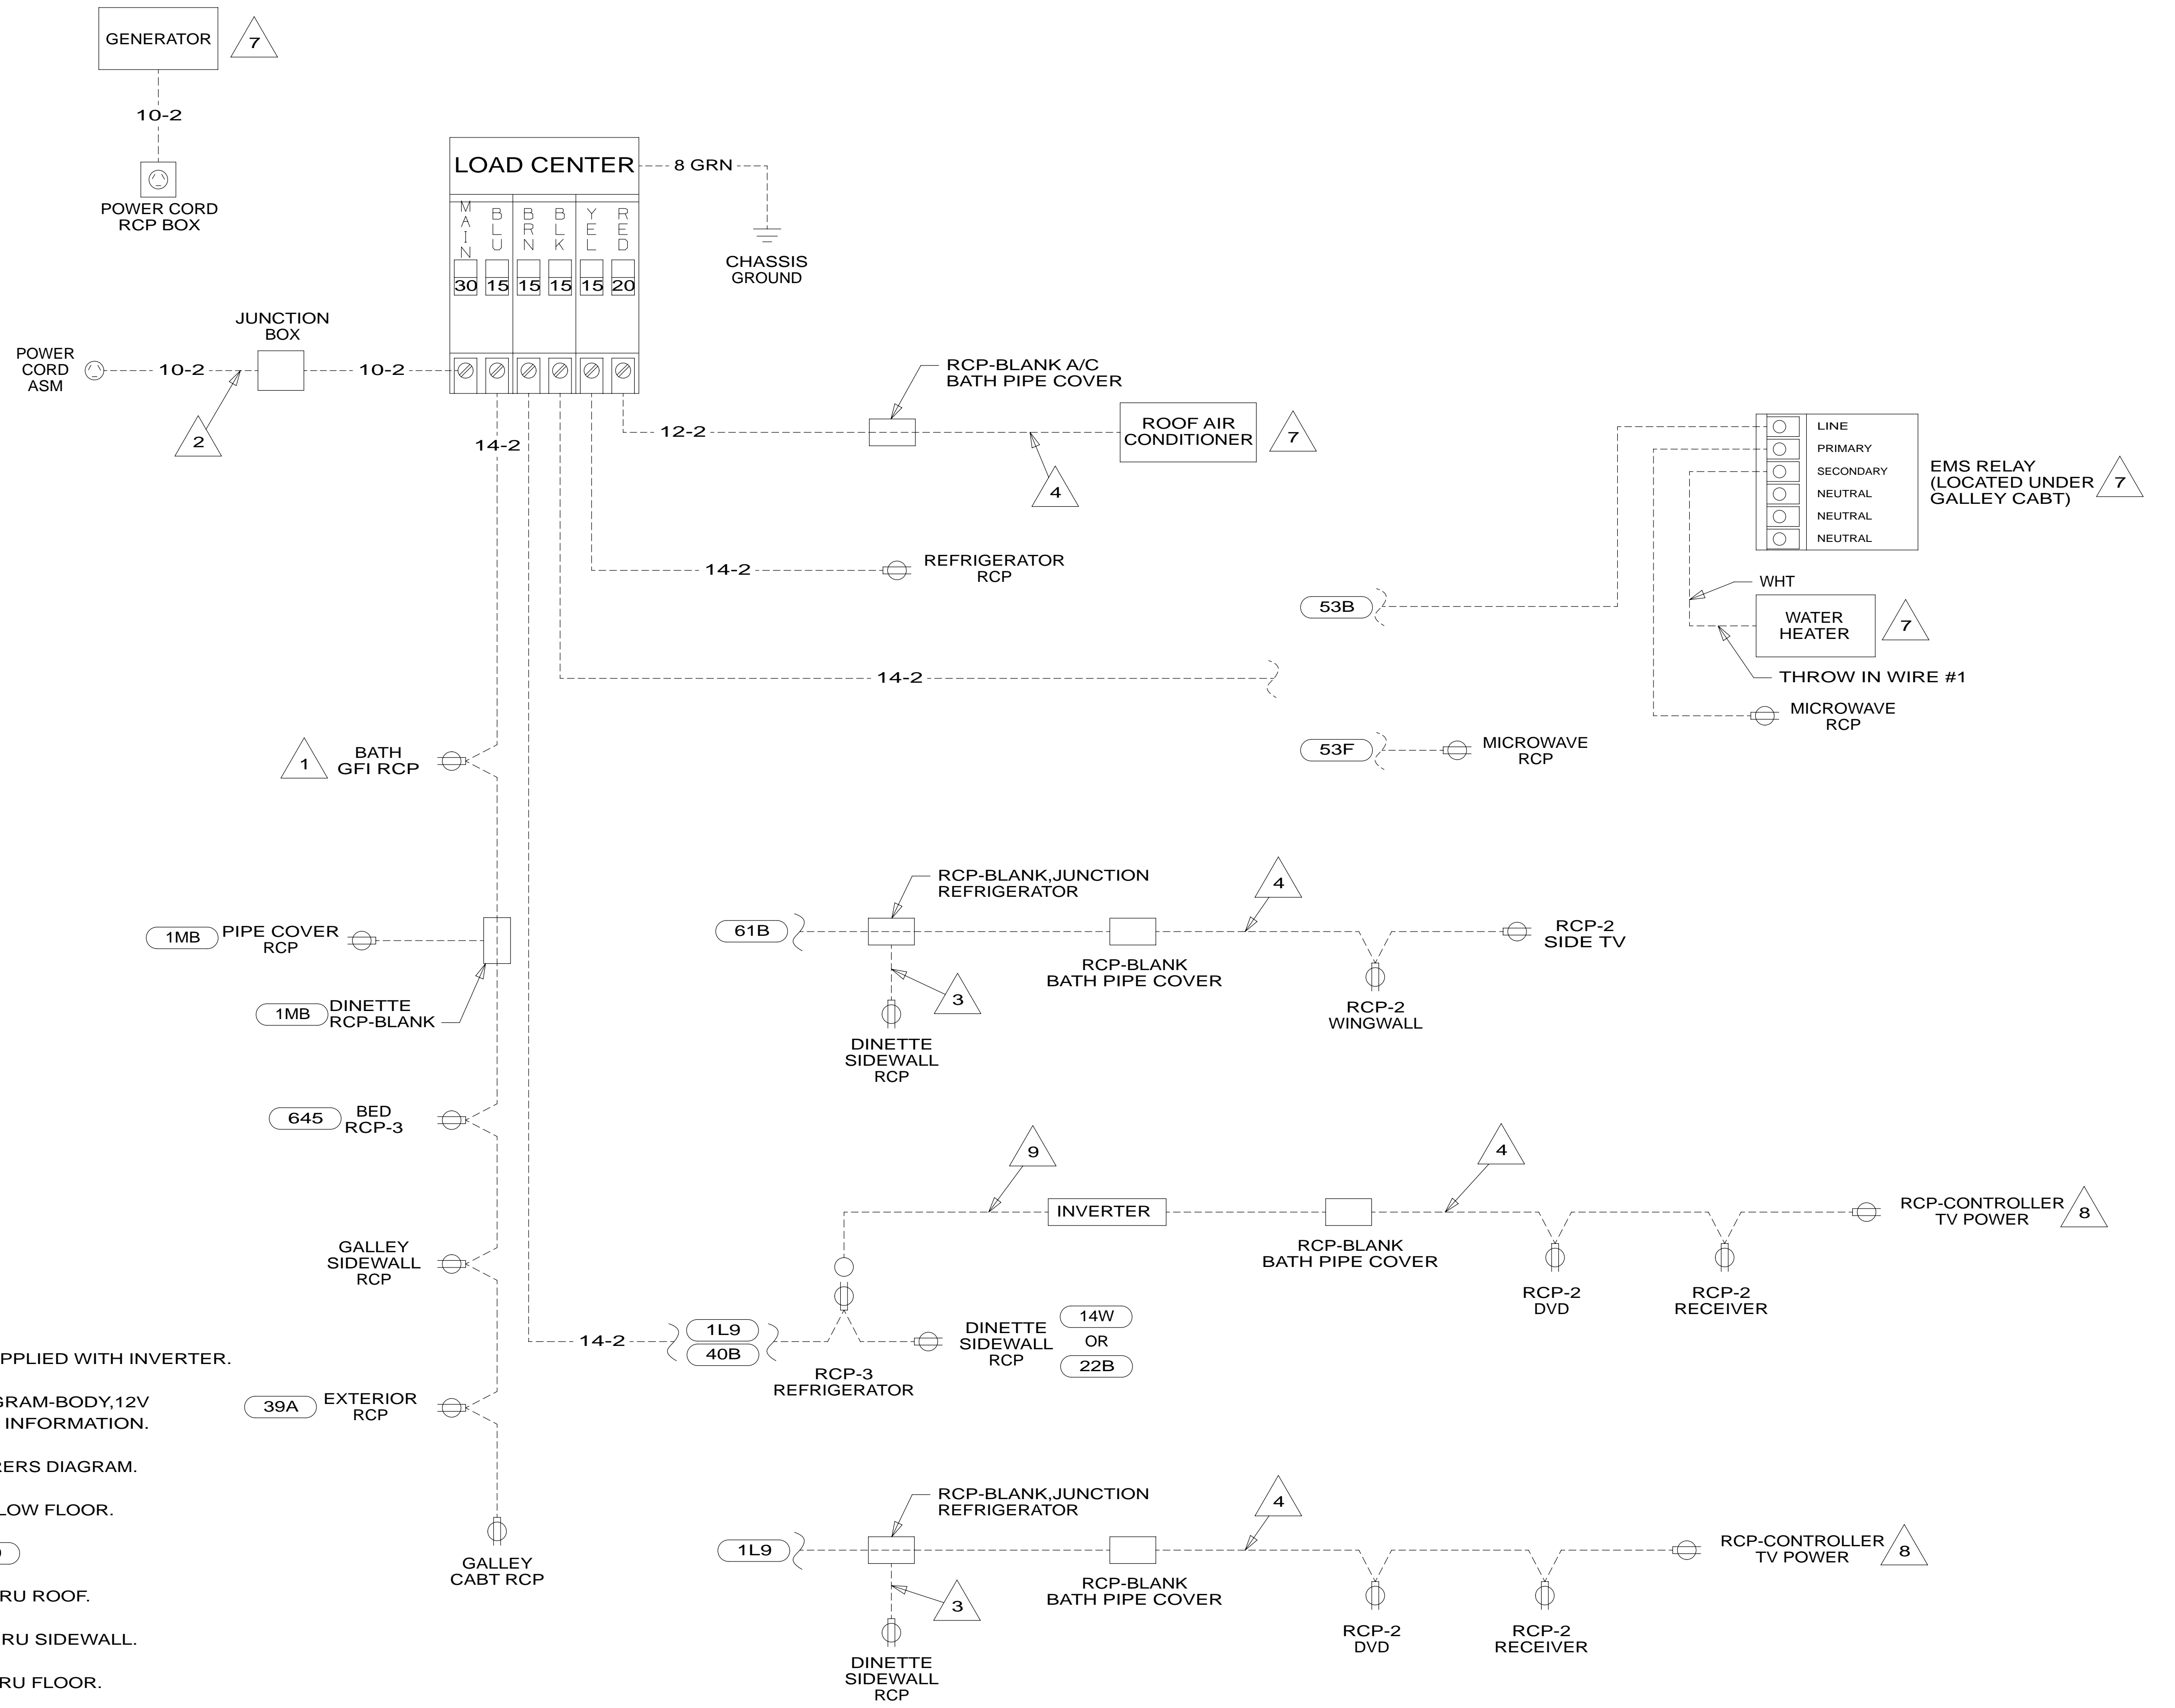 GENERATOR
7
10-2
POWER CORD
RCP BOX
LOAD CENTER
8 GRN
CHASSIS
GROUND
MAIN
BLU
BRN
BLK
YEL
RED
30
15
15
15
15
20
JUNCTION
BOX
POWER
CORD
ASM
10-2
10-2
2
14-2
12-2
RCP-BLANK A/C
BATH PIPE COVER
ROOF AIR
CONDITIONER
7
4
LINE
PRIMARY
SECONDARY
NEUTRAL
NEUTRAL
NEUTRAL
EMS RELAY
(LOCATED UNDER
GALLEY CABT)
7
14-2
REFRIGERATOR
RCP
53B
WHT
WATER
HEATER
7
THROW IN WIRE #1
14-2
MICROWAVE
RCP
53F
MICROWAVE
RCP
1
BATH
GFI RCP
1MB
PIPE COVER
RCP
1MB
DINETTE
RCP-BLANK
61B
RCP-BLANK,JUNCTION
REFRIGERATOR
4
RCP-BLANK
BATH PIPE COVER
3
DINETTE
SIDEWALL
RCP
RCP-2
WINGWALL
RCP-2
SIDE TV
645
BED
RCP-3
9
INVERTER
4
RCP-BLANK
BATH PIPE COVER
RCP-2
DVD
RCP-2
RECEIVER
RCP-CONTROLLER
TV POWER
8
GALLEY
SIDEWALL
RCP
14-2
1L9
40B
RCP-3
REFRIGERATOR
DINETTE
SIDEWALL
RCP
14W
OR
22B
39A
EXTERIOR
RCP
GALLEY
CABT RCP
1L9
RCP-BLANK,JUNCTION
REFRIGERATOR
4
RCP-BLANK
BATH PIPE COVER
3
DINETTE
SIDEWALL
RCP
RCP-2
DVD
RCP-2
RECEIVER
RCP-CONTROLLER
TV POWER
8
PPLIED WITH INVERTER.
GRAM-BODY,12V
INFORMATION.
RERS DIAGRAM.
LOW FLOOR.
RU ROOF.
RU SIDEWALL.
RU FLOOR.